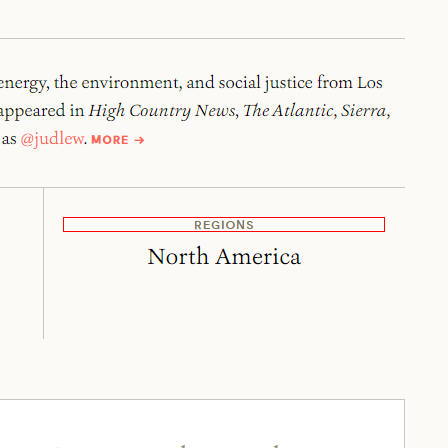 energy, the environment, and social justice from Los
appeared in High Country News, The Atlantic, Sierra,
as @judlew. MORE →
REGIONS
North America